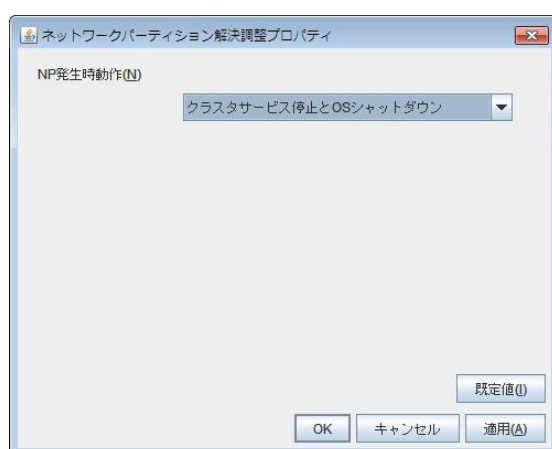 ネットワークパーティション解決調整プロパティ
NP発生時動作(N)
クラスタサービス停止とOSシャットダウン
既定値(I)
OK キャンセル 適用(A)